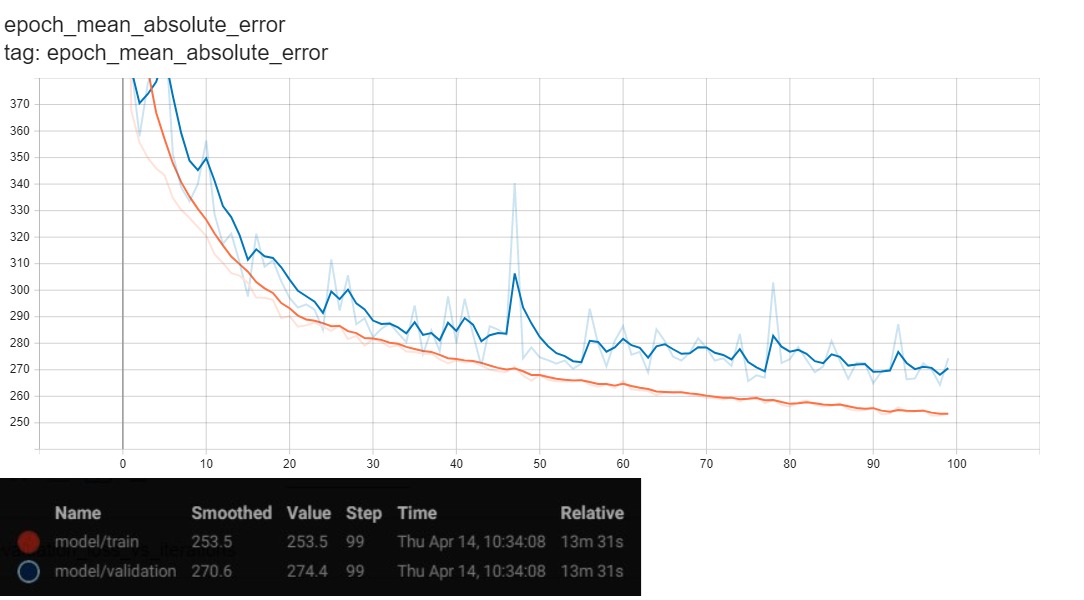 epoch_mean_absolute_error
tag: epoch_mean_absolute_error
370
360
350
340
330
320
310
300
290
280
270
260
250
0 10 20 30 40 50 60 70 80 90 100
Name Smoothed Value Step Time Relative
model/train 253.5 253.5 99 Thu Apr 14, 10:34:08 13m 31s
model/validation 270.6 274.4 99 Thu Apr 14, 10:34:08 13m 31s